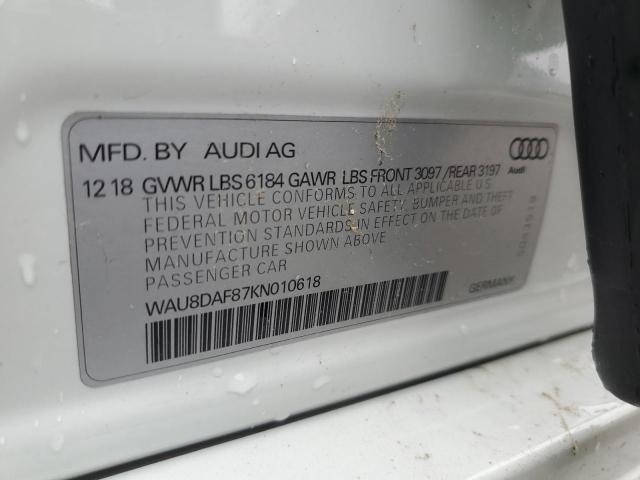 MFD. BY AUDI AG
Audi
12 18 GVWR LBS 6184 GAWR LBS FRONT 3097 / REAR 3197
THIS VEHICLE CONFORMS TO ALL APPLICABLE U.S.
FEDERAL MOTOR VEHICLE SAFETY, BUMPER AND THEFT
PREVENTION STANDARDS IN EFFECT ON THE DATE OF
MANUFACTURE SHOWN ABOVE
PASSENGER CAR
WAU8DAF87KN010618
GERMANY